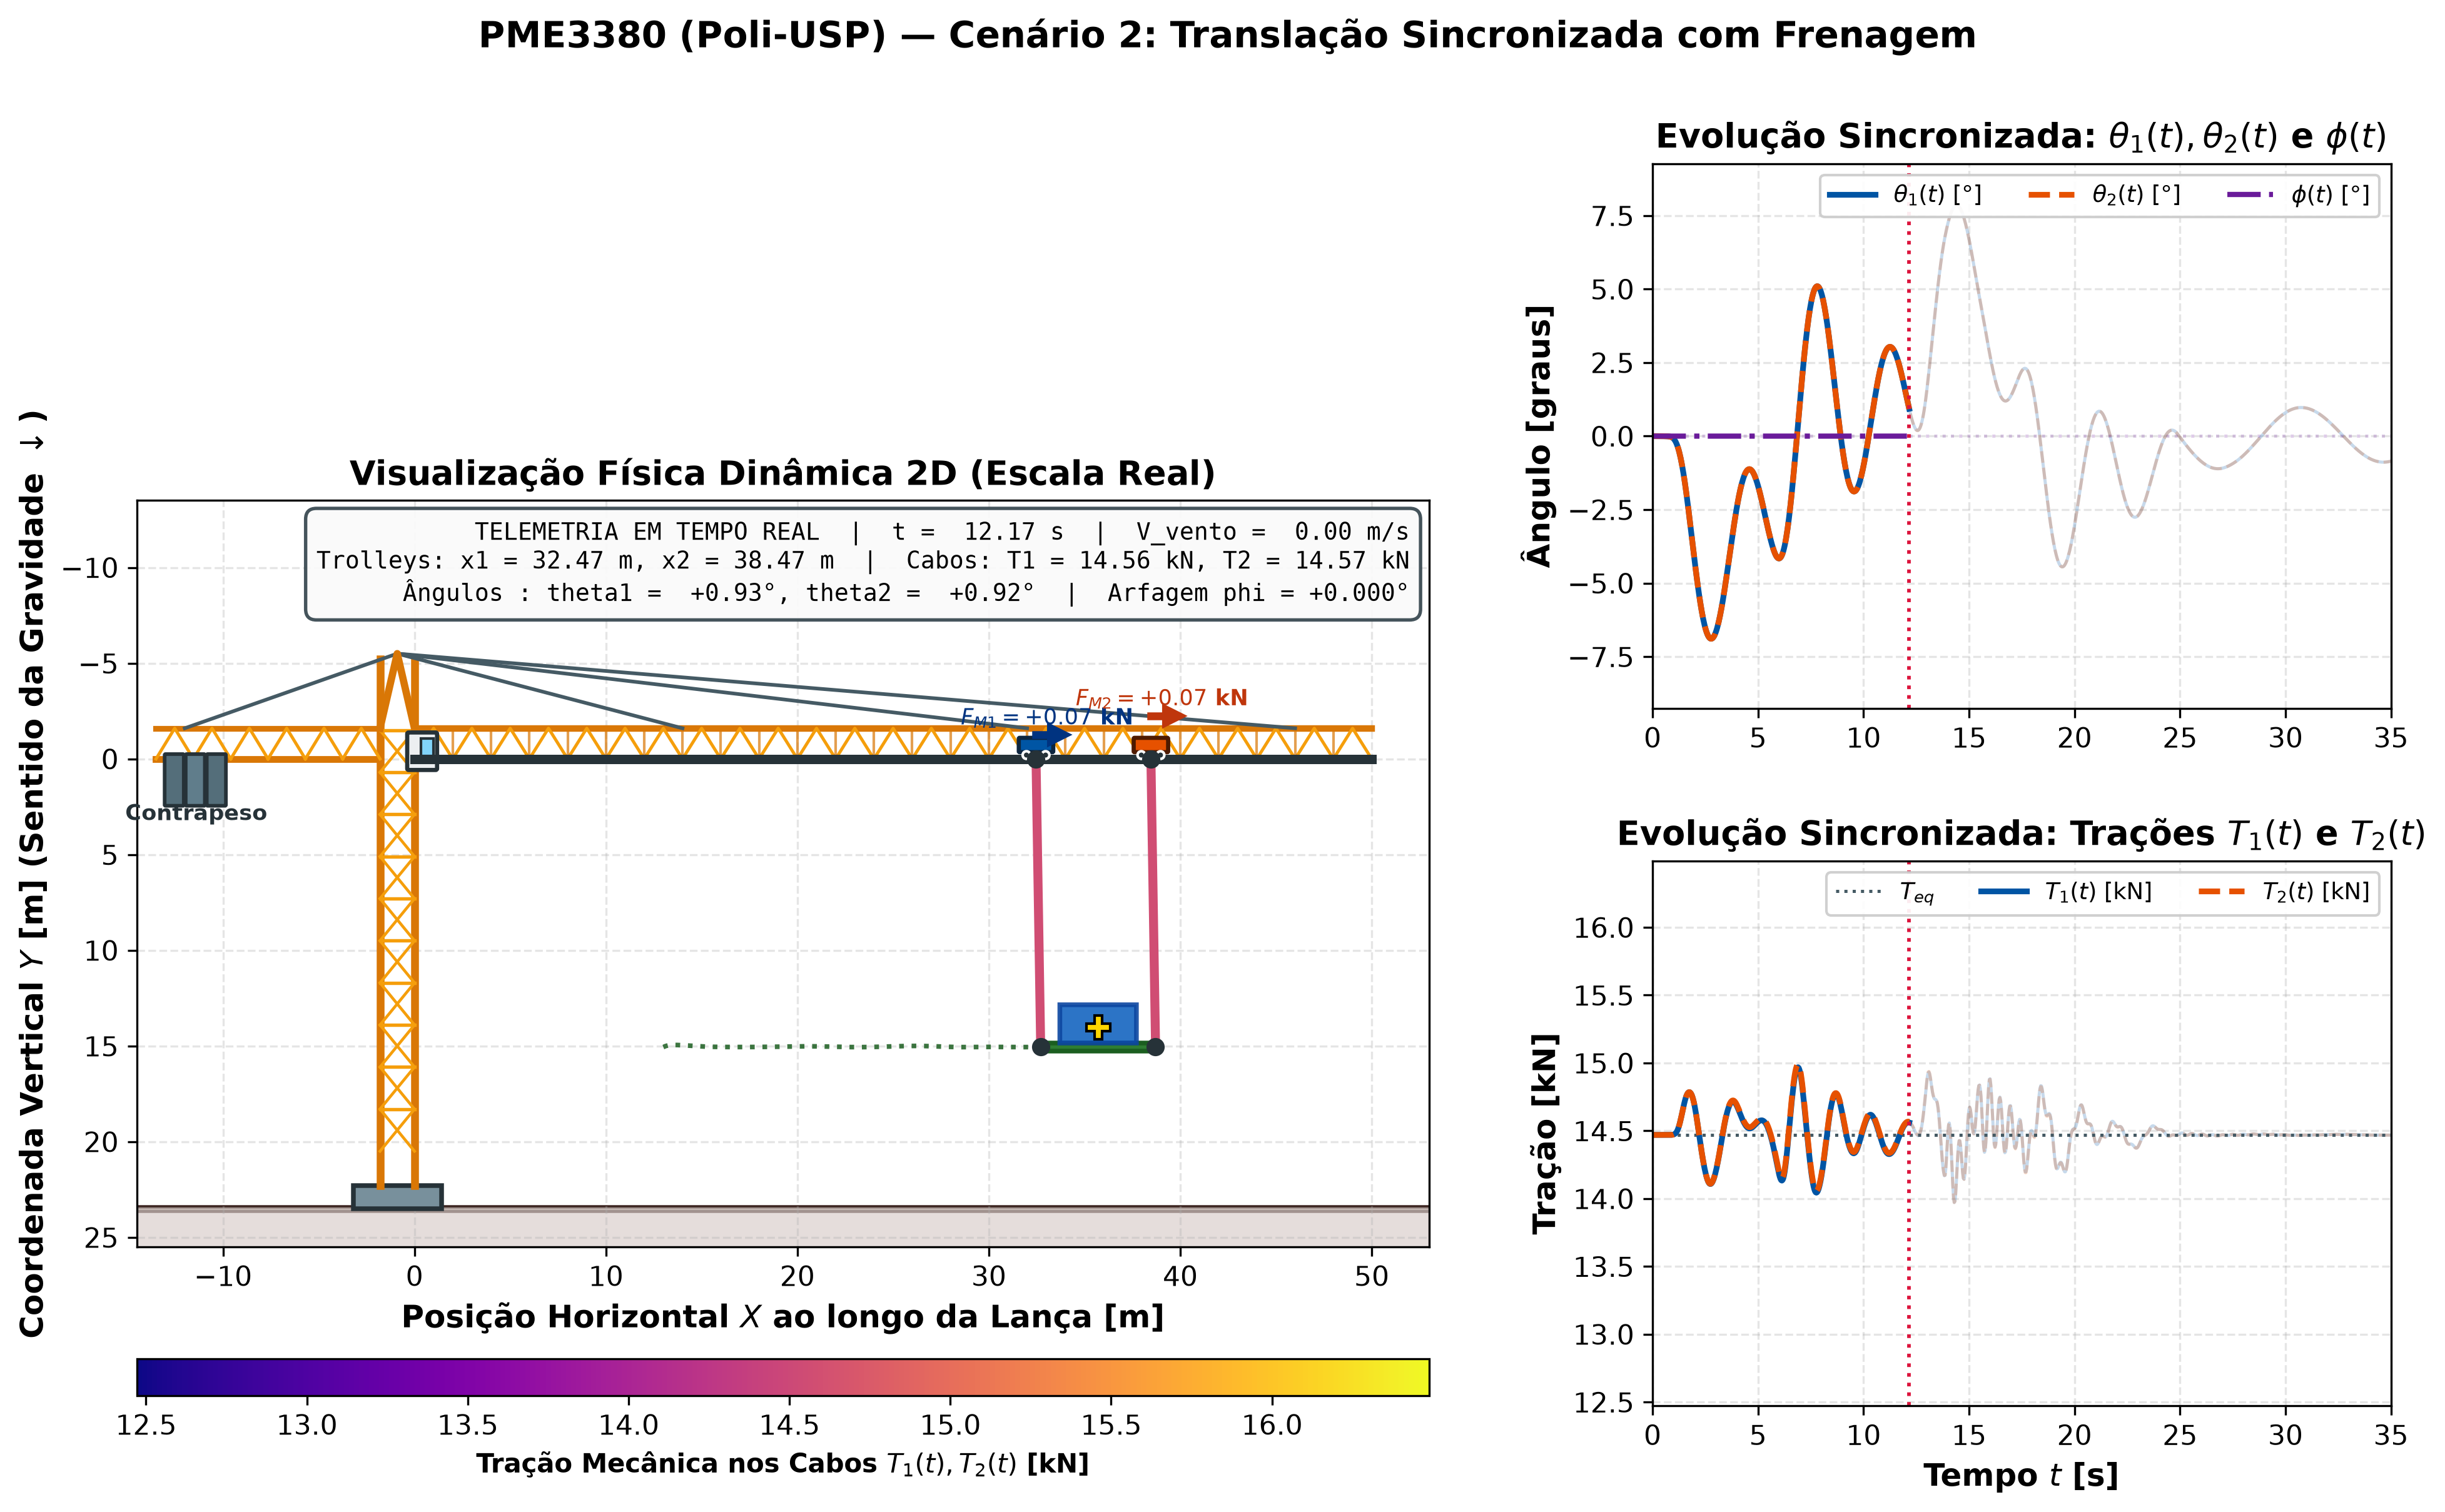 PME3380 (Poli-USP) — Cenário 2: Translação Sincronizada com Frenagem
Visualização Física Dinâmica 2D (Escala Real)
TELEMETRIA EM TEMPO REAL | t = 12.17 s | V_vento = 0.00 m/s
Trolleys: x1 = 32.47 m, x2 = 38.47 m | Cabos: T1 = 14.56 kN, T2 = 14.57 kN
Ângulos : theta1 = +0.93°, theta2 = +0.92° | Arfagem phi = +0.000°
Coordenada Vertical Y [m] (Sentido da Gravidade ↓)
−10
−5
0
5
10
15
20
25
F_{M2} = +0.07 kN
F_{M1} = +0.07 kN
Contrapeso
−10 0 10 20 30 40 50
Posição Horizontal X ao longo da Lança [m]
12.5 13.0 13.5 14.0 14.5 15.0 15.5 16.0
Tração Mecânica nos Cabos T₁(t), T₂(t) [kN]
Evolução Sincronizada: θ₁(t), θ₂(t) e ϕ(t)
θ₁(t) [°] θ₂(t) [°] ϕ(t) [°]
Ângulo [graus]
7.5
5.0
2.5
0.0
−2.5
−5.0
−7.5
0 5 10 15 20 25 30 35
Evolução Sincronizada: Trações T₁(t) e T₂(t)
T_{eq} T₁(t) [kN] T₂(t) [kN]
Tração [kN]
16.0
15.5
15.0
14.5
14.0
13.5
13.0
12.5
0 5 10 15 20 25 30 35
Tempo t [s]